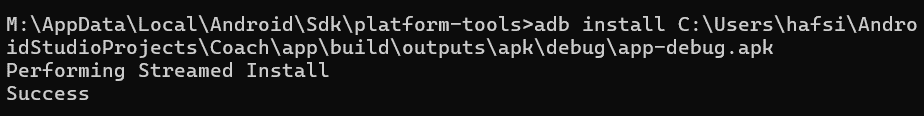 M:\AppData\Local\Android\Sdk\platform-tools>adb install C:\Users\hafsi\Andro
idStudioProjects\Coach\app\build\outputs\apk\debug\app-debug.apk
Performing Streamed Install
Success